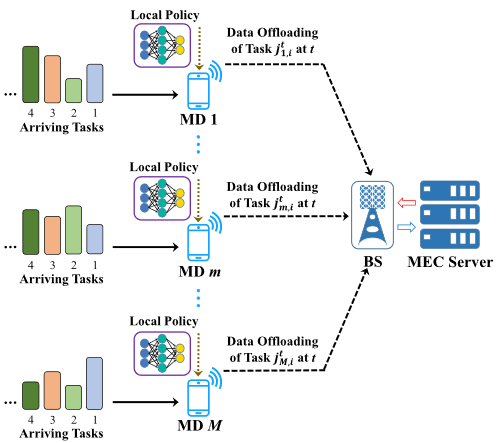 Local Policy
Data Offloading
of Task $j_{1,i}^{t}$ at $t$
...
4 3 2 1
Arriving Tasks
MD 1
Local Policy
Data Offloading
of Task $j_{m,i}^{t}$ at $t$
...
4 3 2 1
Arriving Tasks
MD m
BS
MEC Server
Local Policy
Data Offloading
of Task $j_{M,i}^{t}$ at $t$
...
4 3 2 1
Arriving Tasks
MD M